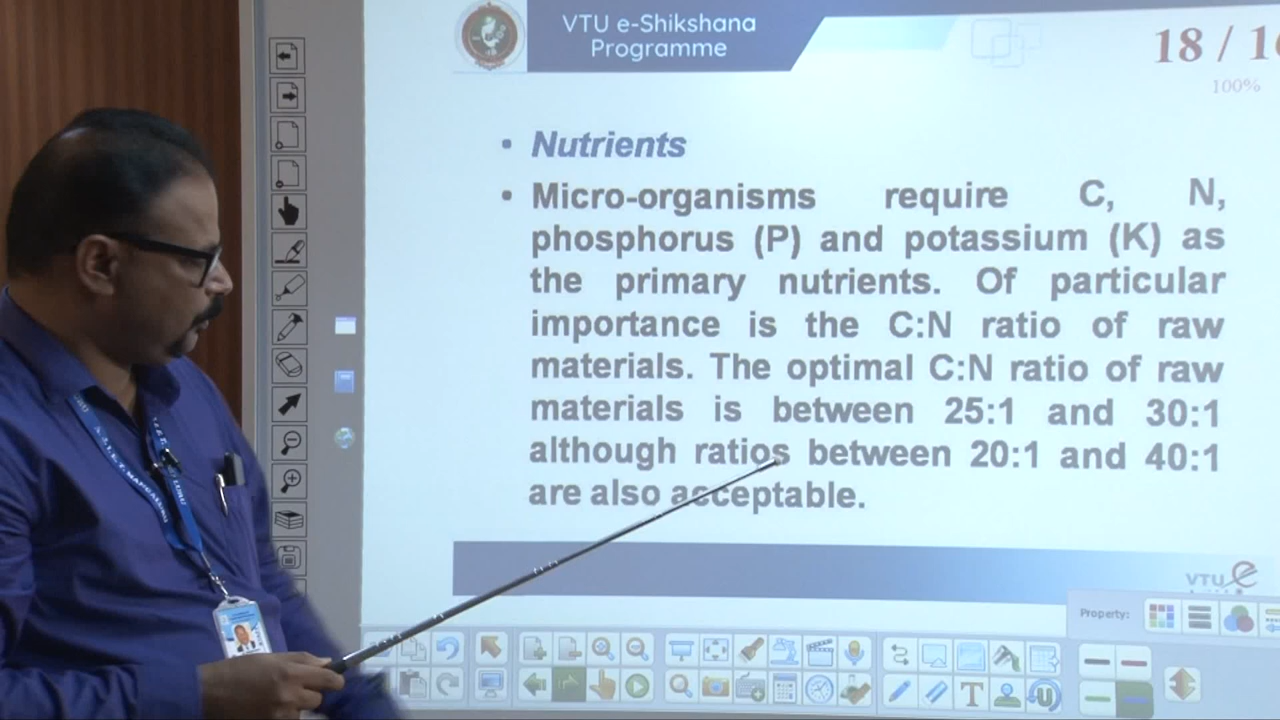 VTU e-Shikshana
Programme
18 / 16
100%
• Nutrients
• Micro-organisms require C, N,
phosphorus (P) and potassium (K) as
the primary nutrients. Of particular
importance is the C:N ratio of raw
materials. The optimal C:N ratio of raw
materials is between 25:1 and 30:1
although ratios between 20:1 and 40:1
are also acceptable.
VTU e
Property: